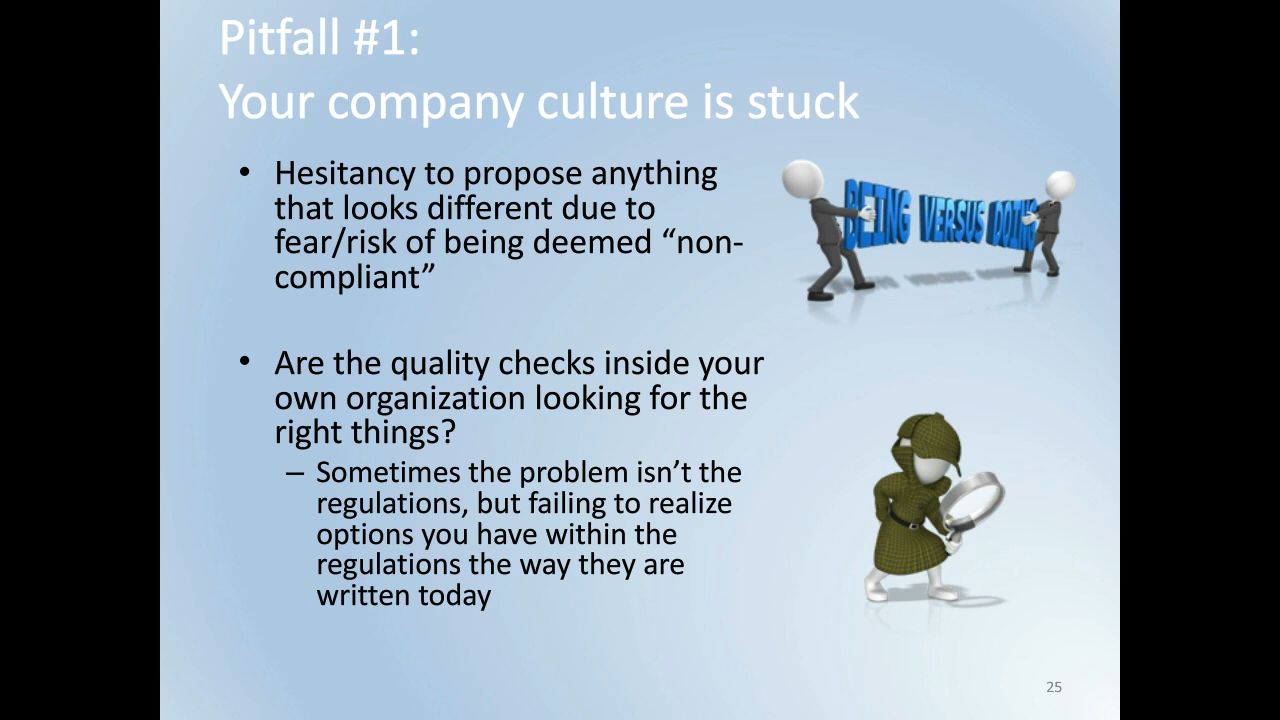 Pitfall #1:
Your company culture is stuck
• Hesitancy to propose anything
that looks different due to
fear/risk of being deemed “non-
compliant”
BEING VERSUS DOING
• Are the quality checks inside your
own organization looking for the
right things?
– Sometimes the problem isn’t the
regulations, but failing to realize
options you have within the
regulations the way they are
written today
25